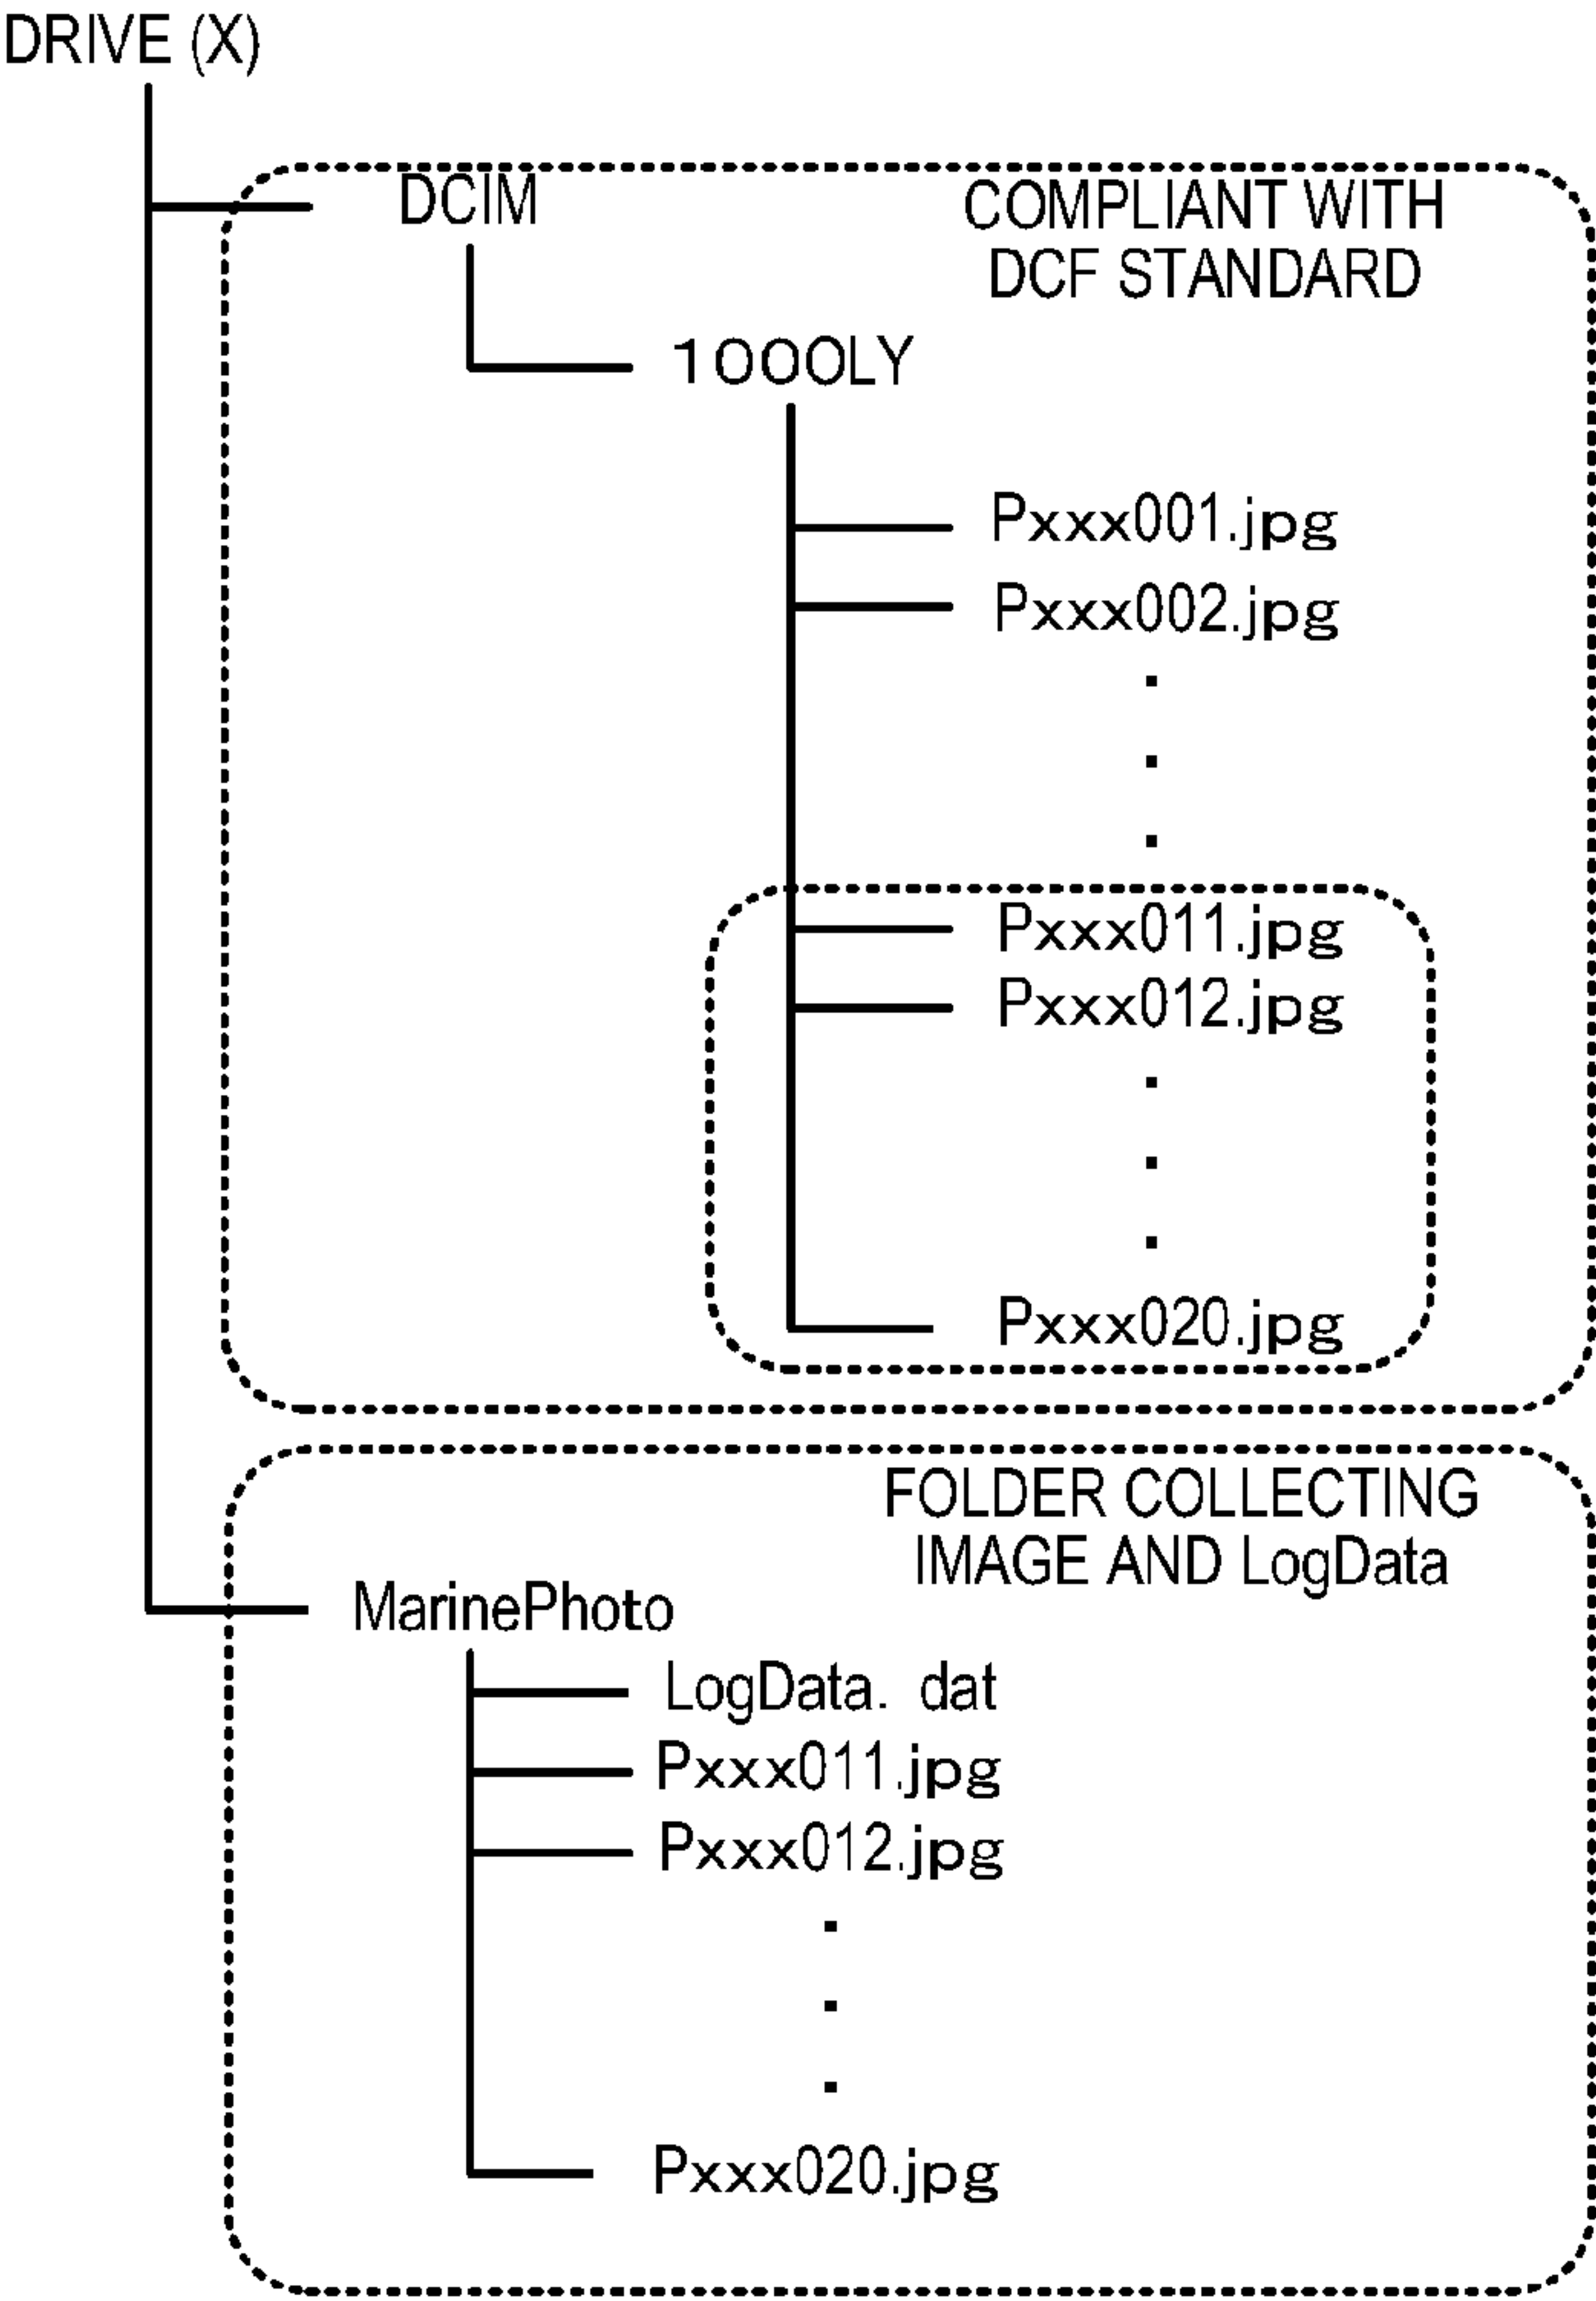 DRIVE (X)
DCIM
COMPLIANT WITH
DCF STANDARD
100OLY
Pxxx001.jpg
Pxxx002.jpg
.
.
.
Pxxx011.jpg
Pxxx012.jpg
.
.
.
Pxxx020.jpg
FOLDER COLLECTING
IMAGE AND LogData
MarinePhoto
LogData. dat
Pxxx011.jpg
Pxxx012.jpg
.
.
.
Pxxx020.jpg